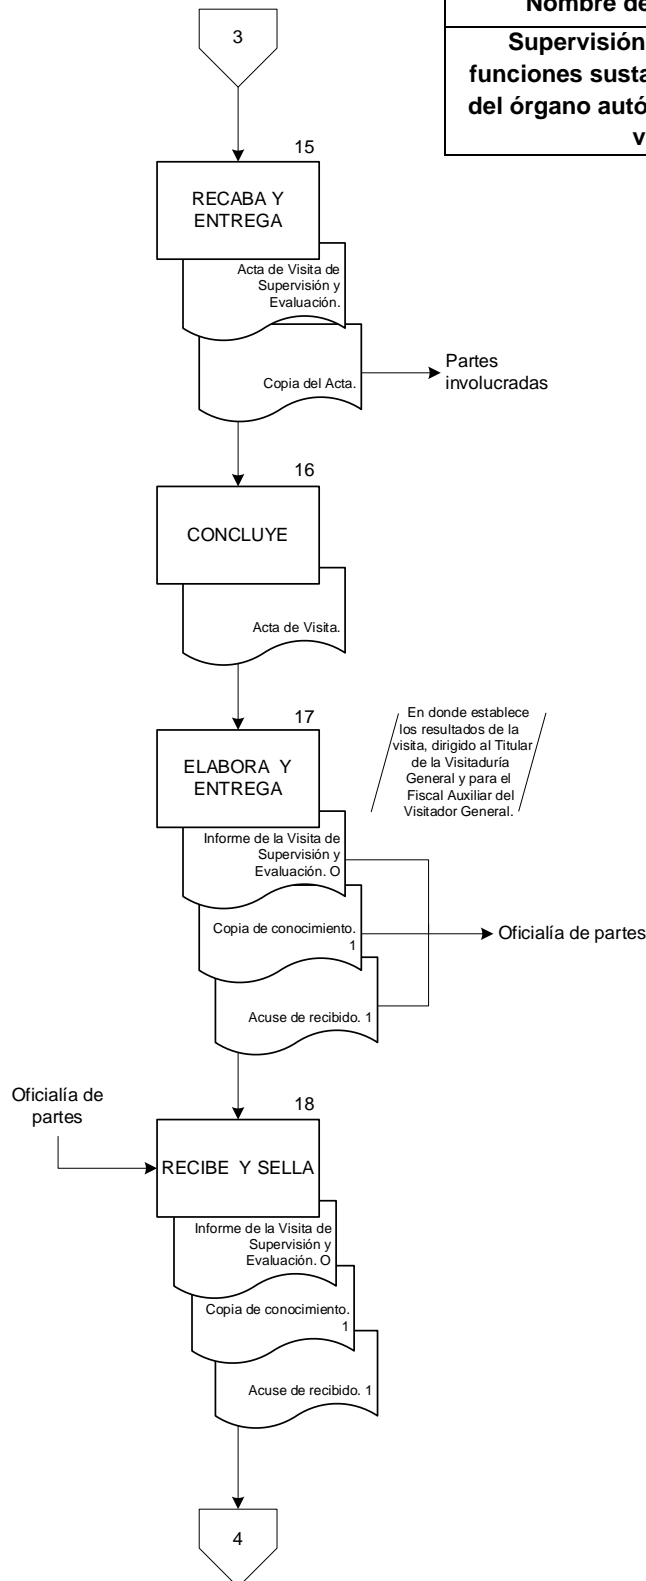 Nombre de
Supervisión
funciones susta
del órgano autó
v
3
15
RECABA Y
ENTREGA
Acta de Visita de
Supervisión y
Evaluación.
Copia del Acta.
Partes
involucradas
16
CONCLUYE
Acta de Visita.
17
ELABORA Y
ENTREGA
En donde establece
los resultados de la
visita, dirigido al Titular
de la Visitaduría
General y para el
Fiscal Auxiliar del
Visitador General.
Informe de la Visita de
Supervisión y
Evaluación. O
Copia de conocimiento.
1
Acuse de recibido. 1
Oficialía de partes
Oficialía de
partes
18
RECIBE Y SELLA
Informe de la Visita de
Supervisión y
Evaluación. O
Copia de conocimiento.
1
Acuse de recibido. 1
4